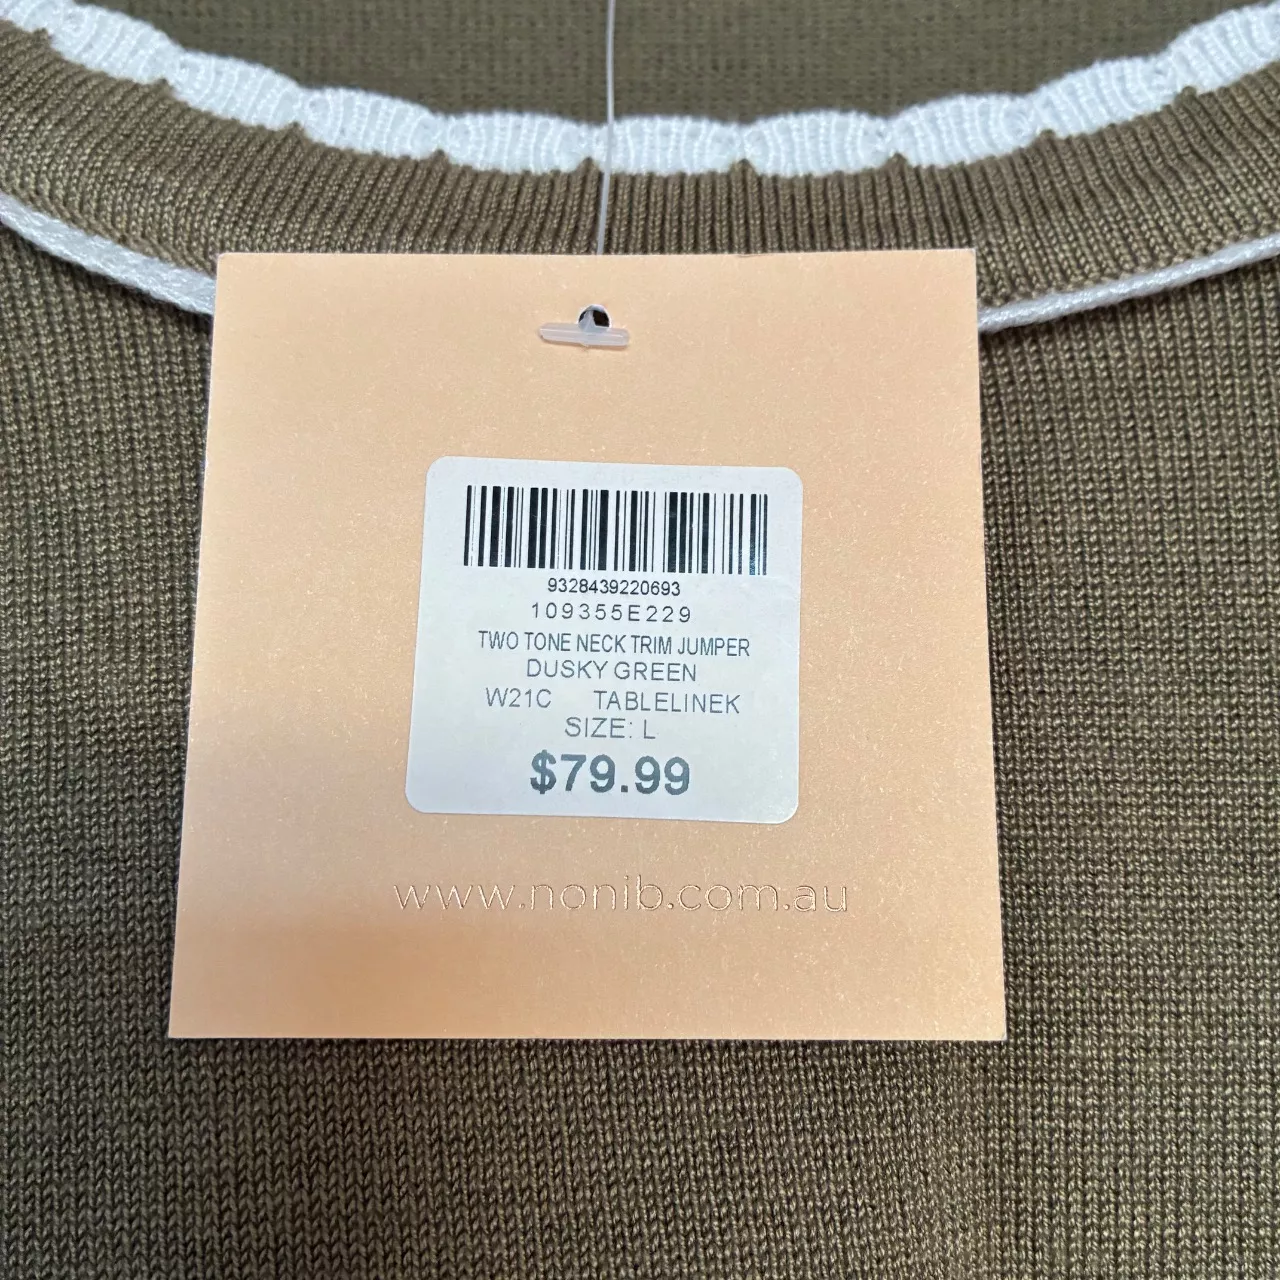 9328439220693
109355E229
TWO TONE NECK TRIM JUMPER
DUSKY GREEN
W21C TABLELINEK
SIZE: L
$79.99
www.nonib.com.au